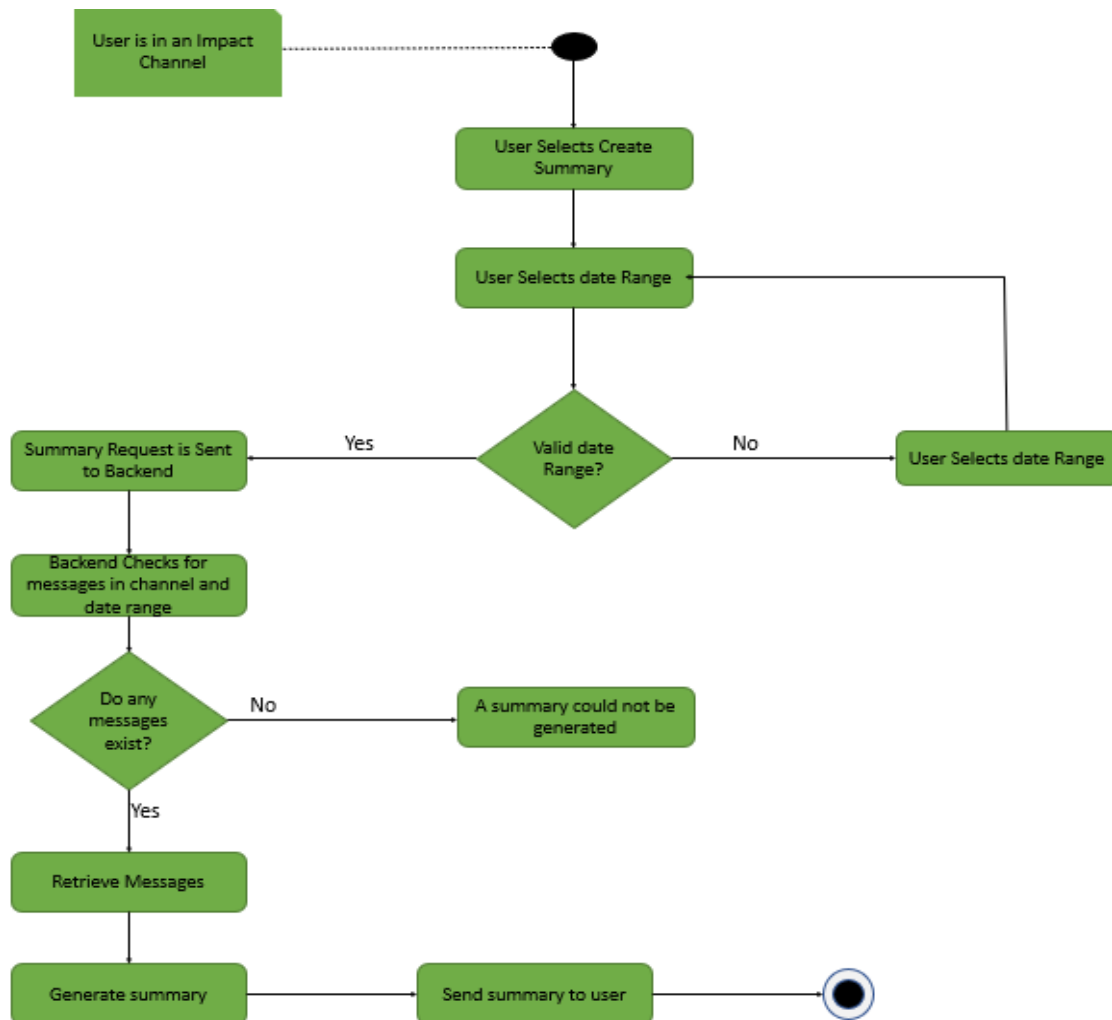 User is in an Impact
Channel
User Selects Create
Summary
User Selects date Range
Valid date
Range?
Yes
No
Summary Request is Sent
to Backend
User Selects date Range
Backend Checks for
messages in channel and
date range
Do any
messages
exist?
No
A summary could not be
generated
Yes
Retrieve Messages
Generate summary
Send summary to user